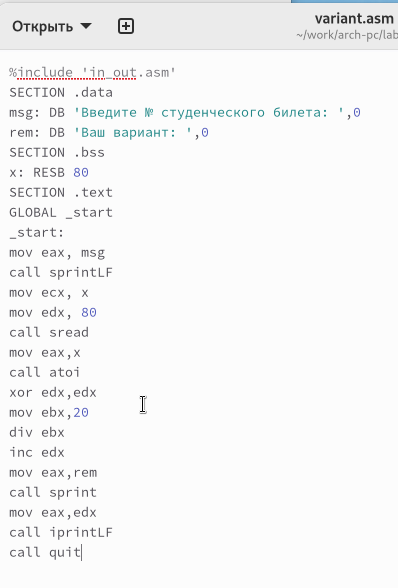 Открыть
variant.asm
~/work/arch-pc/lab
%include 'in_out.asm'
SECTION .data
msg: DB 'Введите № студенческого билета: ',0
rem: DB 'Ваш вариант: ',0
SECTION .bss
x: RESB 80
SECTION .text
GLOBAL _start
_start:
mov eax, msg
call sprintLF
mov ecx, x
mov edx, 80
call sread
mov eax,x
call atoi
xor edx,edx
mov ebx,20
div ebx
inc edx
mov eax,rem
call sprint
mov eax,edx
call iprintLF
call quit